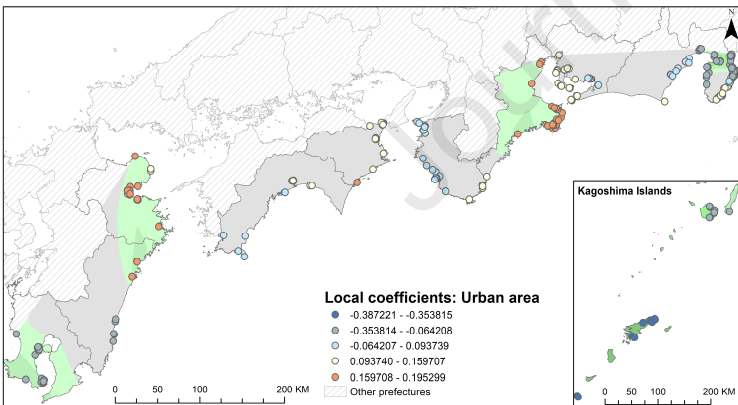 Journ
N
Kagoshima Islands
Local coefficients: Urban area
-0.387221 - -0.353815
-0.353814 - -0.064208
-0.064207 - 0.093739
0.093740 - 0.159707
0.159708 - 0.195299
Other prefectures
0 50 100 200 KM
0 50 100 200 KM